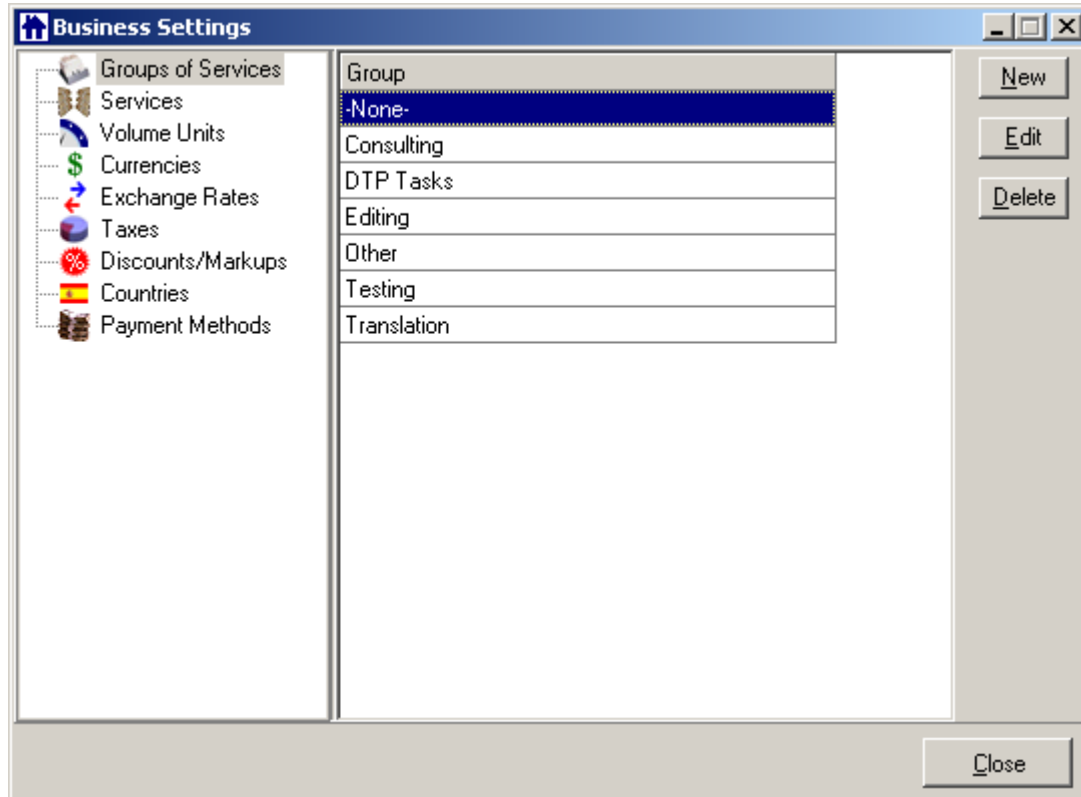 Business Settings
Groups of Services
Services
Volume Units
Currencies
Exchange Rates
Taxes
Discounts/Markups
Countries
Payment Methods
Group
-None-
Consulting
DTP Tasks
Editing
Other
Testing
Translation
New
Edit
Delete
Close